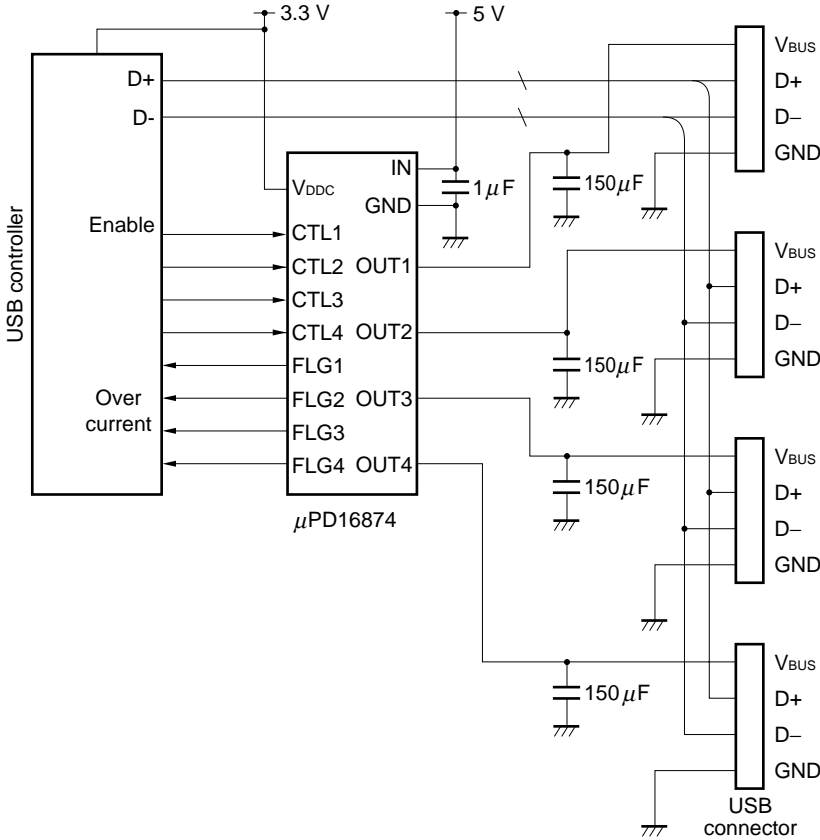 3.3 V
5 V
USB controller
D+
D-
Enable
Over
current
VDDC
CTL1
CTL2
CTL3
CTL4
FLG1
FLG2
FLG3
FLG4
IN
GND
OUT1
OUT2
OUT3
OUT4
μPD16874
1μF
150μF
150μF
150μF
150μF
VBUS
D+
D−
GND
VBUS
D+
D−
GND
VBUS
D+
D−
GND
VBUS
D+
D−
GND
USB
connector